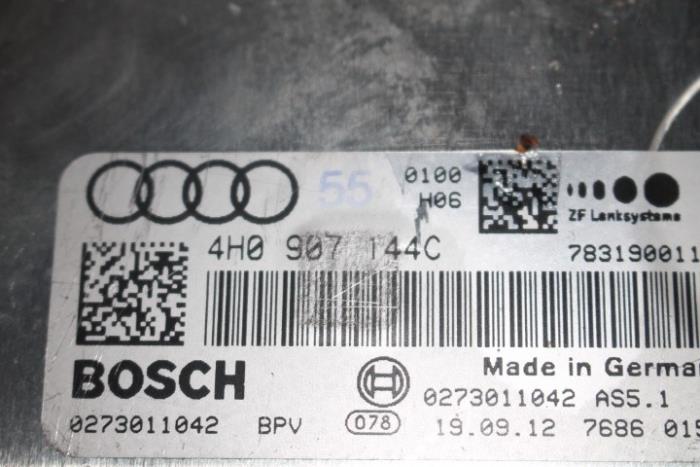 55 0100
H06
ZF Lenksysteme
4H0 907 144C 783190011
BOSCH
Made in Germa
0273011042 AS5.1
0273011042 BPV 078 19.09.12 7686 015